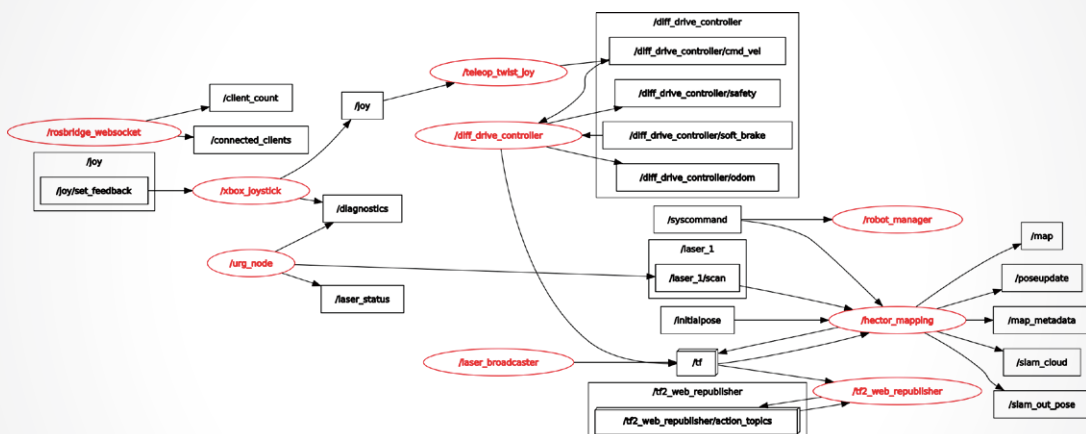 /diff_drive_controller
/diff_drive_controller/cmd_vel
/teleop_twist_joy
/client_count
/joy
/diff_drive_controller/safety
/rosbridge_websocket
/connected_clients
/diff_drive_controller
/diff_drive_controller/soft_brake
/joy
/joy/set_feedback
/xbox_joystick
/diff_drive_controller/odom
/diagnostics
/syscommand
/robot_manager
/map
/laser_1
/urg_node
/laser_1/scan
/poseupdate
/laser_status
/initialpose
/hector_mapping
/map_metadata
/laser_broadcaster
/tf
/slam_cloud
/tf2_web_republisher
/tf2_web_republisher
/slam_out_pose
/tf2_web_republisher/action_topics